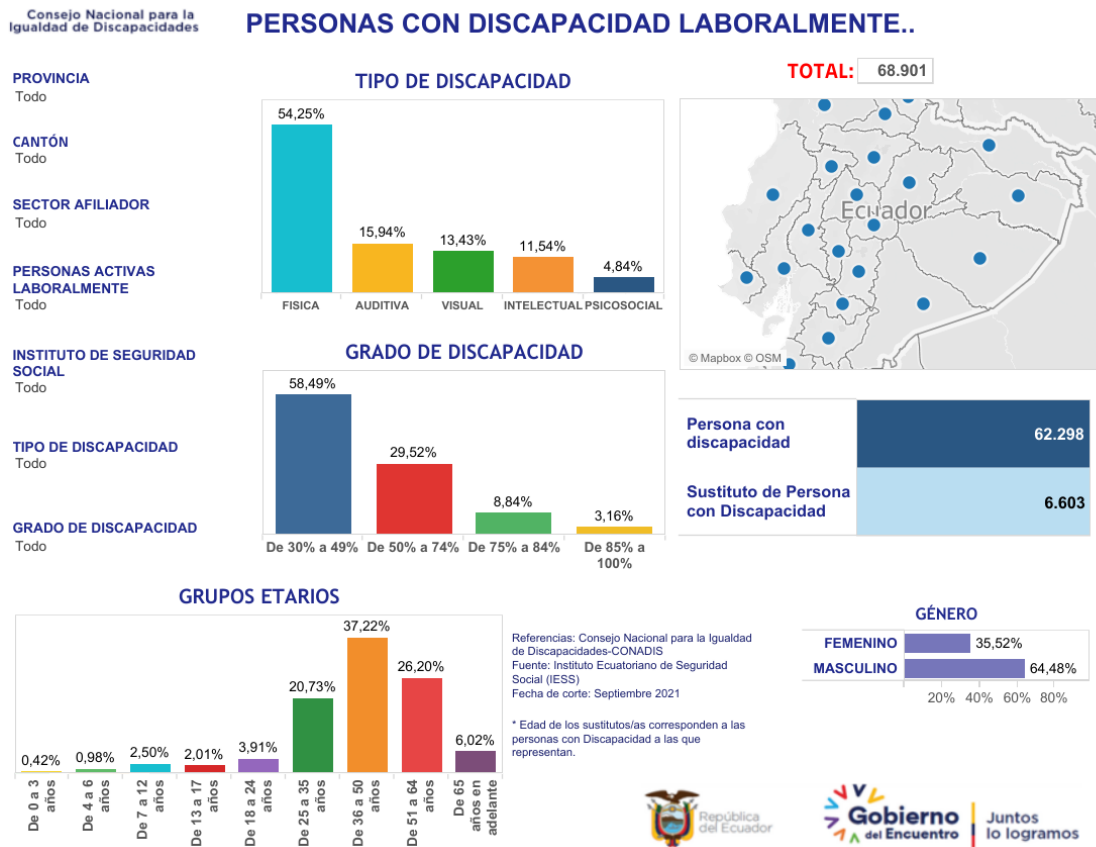 Consejo Nacional para la
Igualdad de Discapacidades
PERSONAS CON DISCAPACIDAD LABORALMENTE..
PROVINCIA
Todo
CANTÓN
Todo
SECTOR AFILIADOR
Todo
PERSONAS ACTIVAS
LABORALMENTE
Todo
INSTITUTO DE SEGURIDAD
SOCIAL
Todo
TIPO DE DISCAPACIDAD
Todo
GRADO DE DISCAPACIDAD
Todo
TIPO DE DISCAPACIDAD
54,25%
15,94%
13,43%
11,54%
4,84%
FISICA AUDITIVA VISUAL INTELECTUAL PSICOSOCIAL
TOTAL: 68.901
Ecuador
© Mapbox © OSM
GRADO DE DISCAPACIDAD
58,49%
29,52%
8,84%
3,16%
De 30% a 49% De 50% a 74% De 75% a 84% De 85% a
100%
Persona con
discapacidad
62.298
Sustituto de Persona
con Discapacidad
6.603
GRUPOS ETARIOS
0,42%
0,98%
2,50%
2,01%
3,91%
20,73%
37,22%
26,20%
6,02%
De 0 a 3
años
De 4 a 6
años
De 7 a 12
años
De 13 a 17
años
De 18 a 24
años
De 25 a 35
años
De 36 a 50
años
De 51 a 64
años
De 65
años en
adelante
Referencias: Consejo Nacional para la Igualdad
de Discapacidades-CONADIS
Fuente: Instituto Ecuatoriano de Seguridad
Social (IESS)
Fecha de corte: Septiembre 2021
* Edad de los sustitutos/as corresponden a las
personas con Discapacidad a las que
representan.
GÉNERO
FEMENINO 35,52%
MASCULINO 64,48%
20% 40% 60% 80%
República
del Ecuador
Gobierno
del Encuentro
Juntos
lo logramos